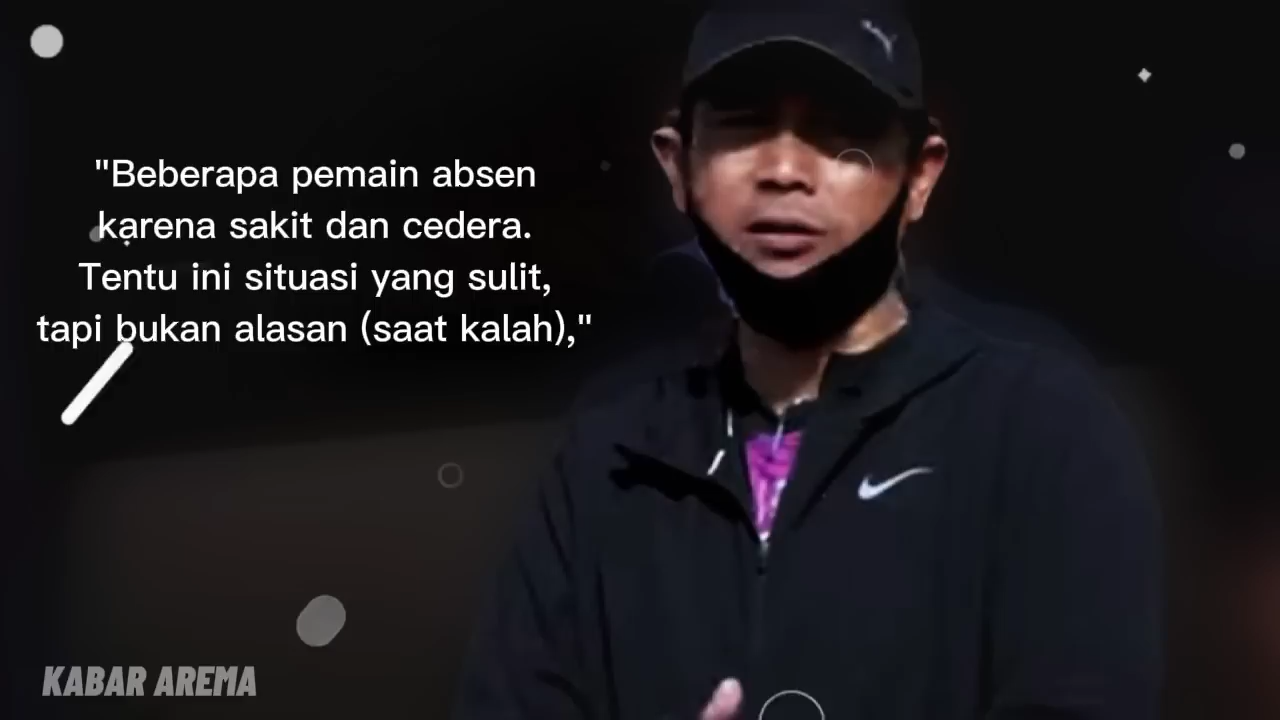 "Beberapa pemain absen
karena sakit dan cedera.
Tentu ini situasi yang sulit,
tapi bukan alasan (saat kalah),"
KABAR AREMA